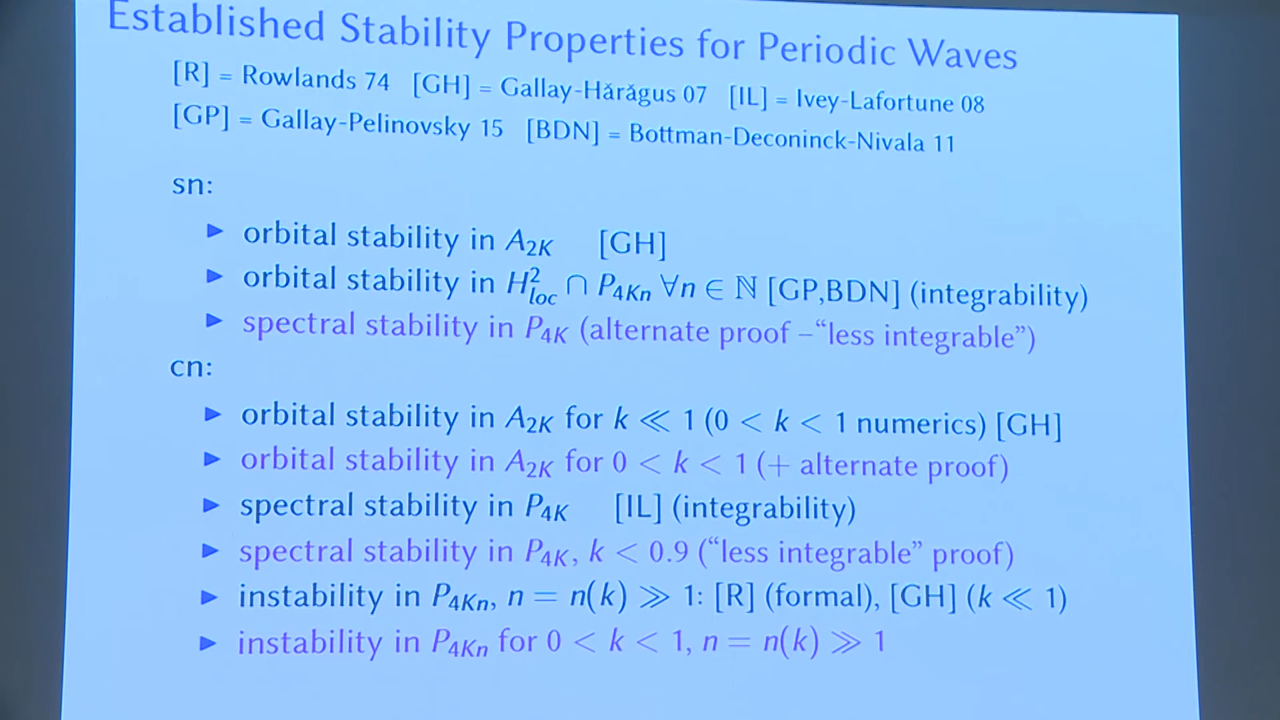 Established Stability Properties for Periodic Waves
[R] = Rowlands 74 [GH] = Gallay-Hărăgus 07 [IL] = Ivey-Lafortune 08
[GP] = Gallay-Pelinovsky 15 [BDN] = Bottman-Deconinck-Nivala 11
sn:
▶ orbital stability in A_{2K} [GH]
▶ orbital stability in H^2_{loc} ∩ P_{4Kn} ∀n ∈ ℕ [GP,BDN] (integrability)
▶ spectral stability in P_{4K} (alternate proof –“less integrable”)
cn:
▶ orbital stability in A_{2K} for k ≪ 1 (0 < k < 1 numerics) [GH]
▶ orbital stability in A_{2K} for 0 < k < 1 (+ alternate proof)
▶ spectral stability in P_{4K} [IL] (integrability)
▶ spectral stability in P_{4K}, k < 0.9 (“less integrable” proof)
▶ instability in P_{4Kn}, n = n(k) ≫ 1: [R] (formal), [GH] (k ≪ 1)
▶ instability in P_{4Kn} for 0 < k < 1, n = n(k) ≫ 1